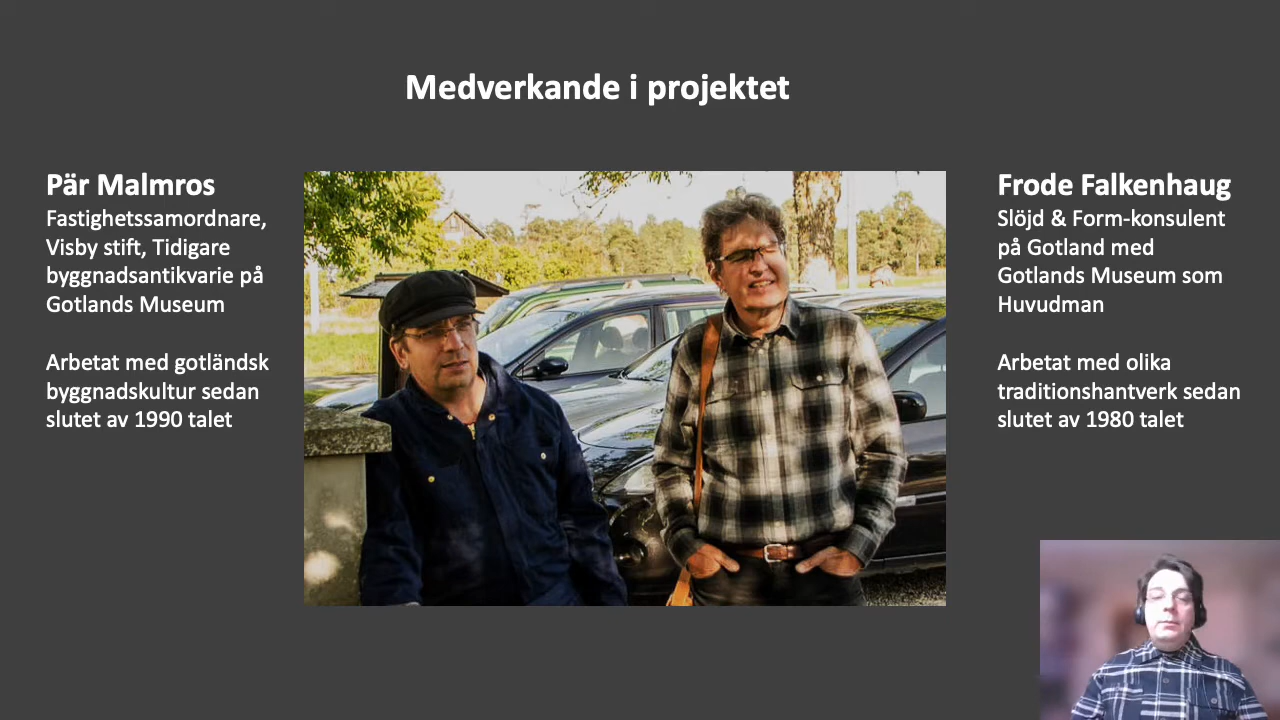 Medverkande i projektet
Pär Malmros
Fastighetssamordnare,
Visby stift, Tidigare
byggnadsantikvarie på
Gotlands Museum
Arbetat med gotländsk
byggnadskultur sedan
slutet av 1990 talet
Frode Falkenhaug
Slöjd & Form-konsulent
på Gotland med
Gotlands Museum som
Huvudman
Arbetat med olika
traditionshantverk sedan
slutet av 1980 talet